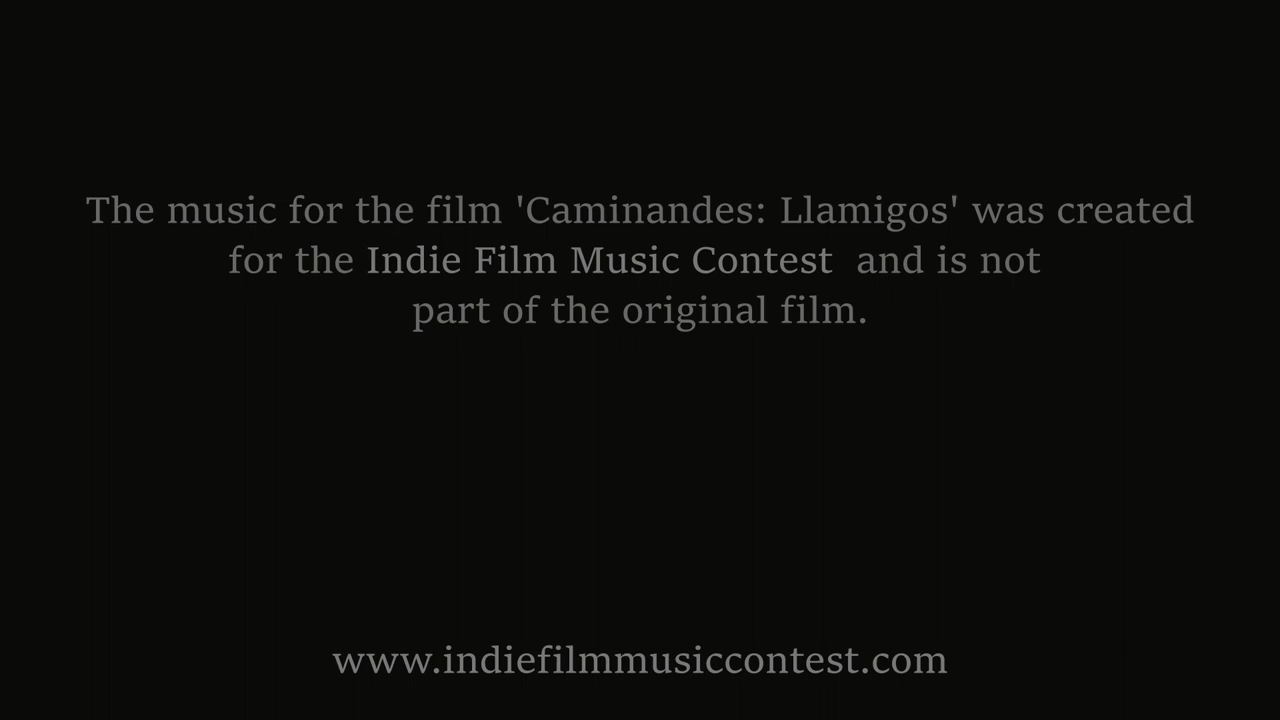 The music for the film 'Caminandes: Llamigos' was created
for the Indie Film Music Contest and is not
part of the original film.
www.indiefilmmusiccontest.com